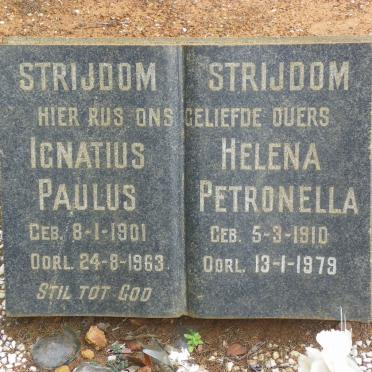 STRIJDOM STRIJDOM
HIER RUS ONS GELIEFDE OUERS
IGNATIUS HELENA
PAULUS PETRONELLA
GEB. 8-1-1901 GEB. 5-3-1910
OORL. 24-8-1963. OORL. 13-1-1979
STIL TOT GOD